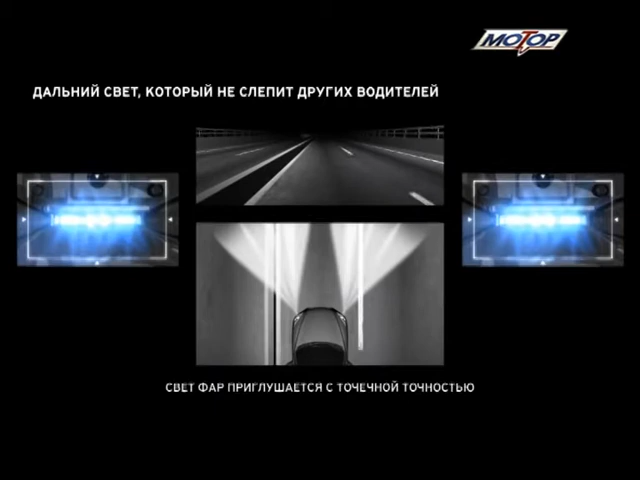 МОТОР
ДАЛЬНИЙ СВЕТ, КОТОРЫЙ НЕ СЛЕПИТ ДРУГИХ ВОДИТЕЛЕЙ
СВЕТ ФАР ПРИГЛУШАЕТСЯ С ТОЧЕЧНОЙ ТОЧНОСТЬЮ